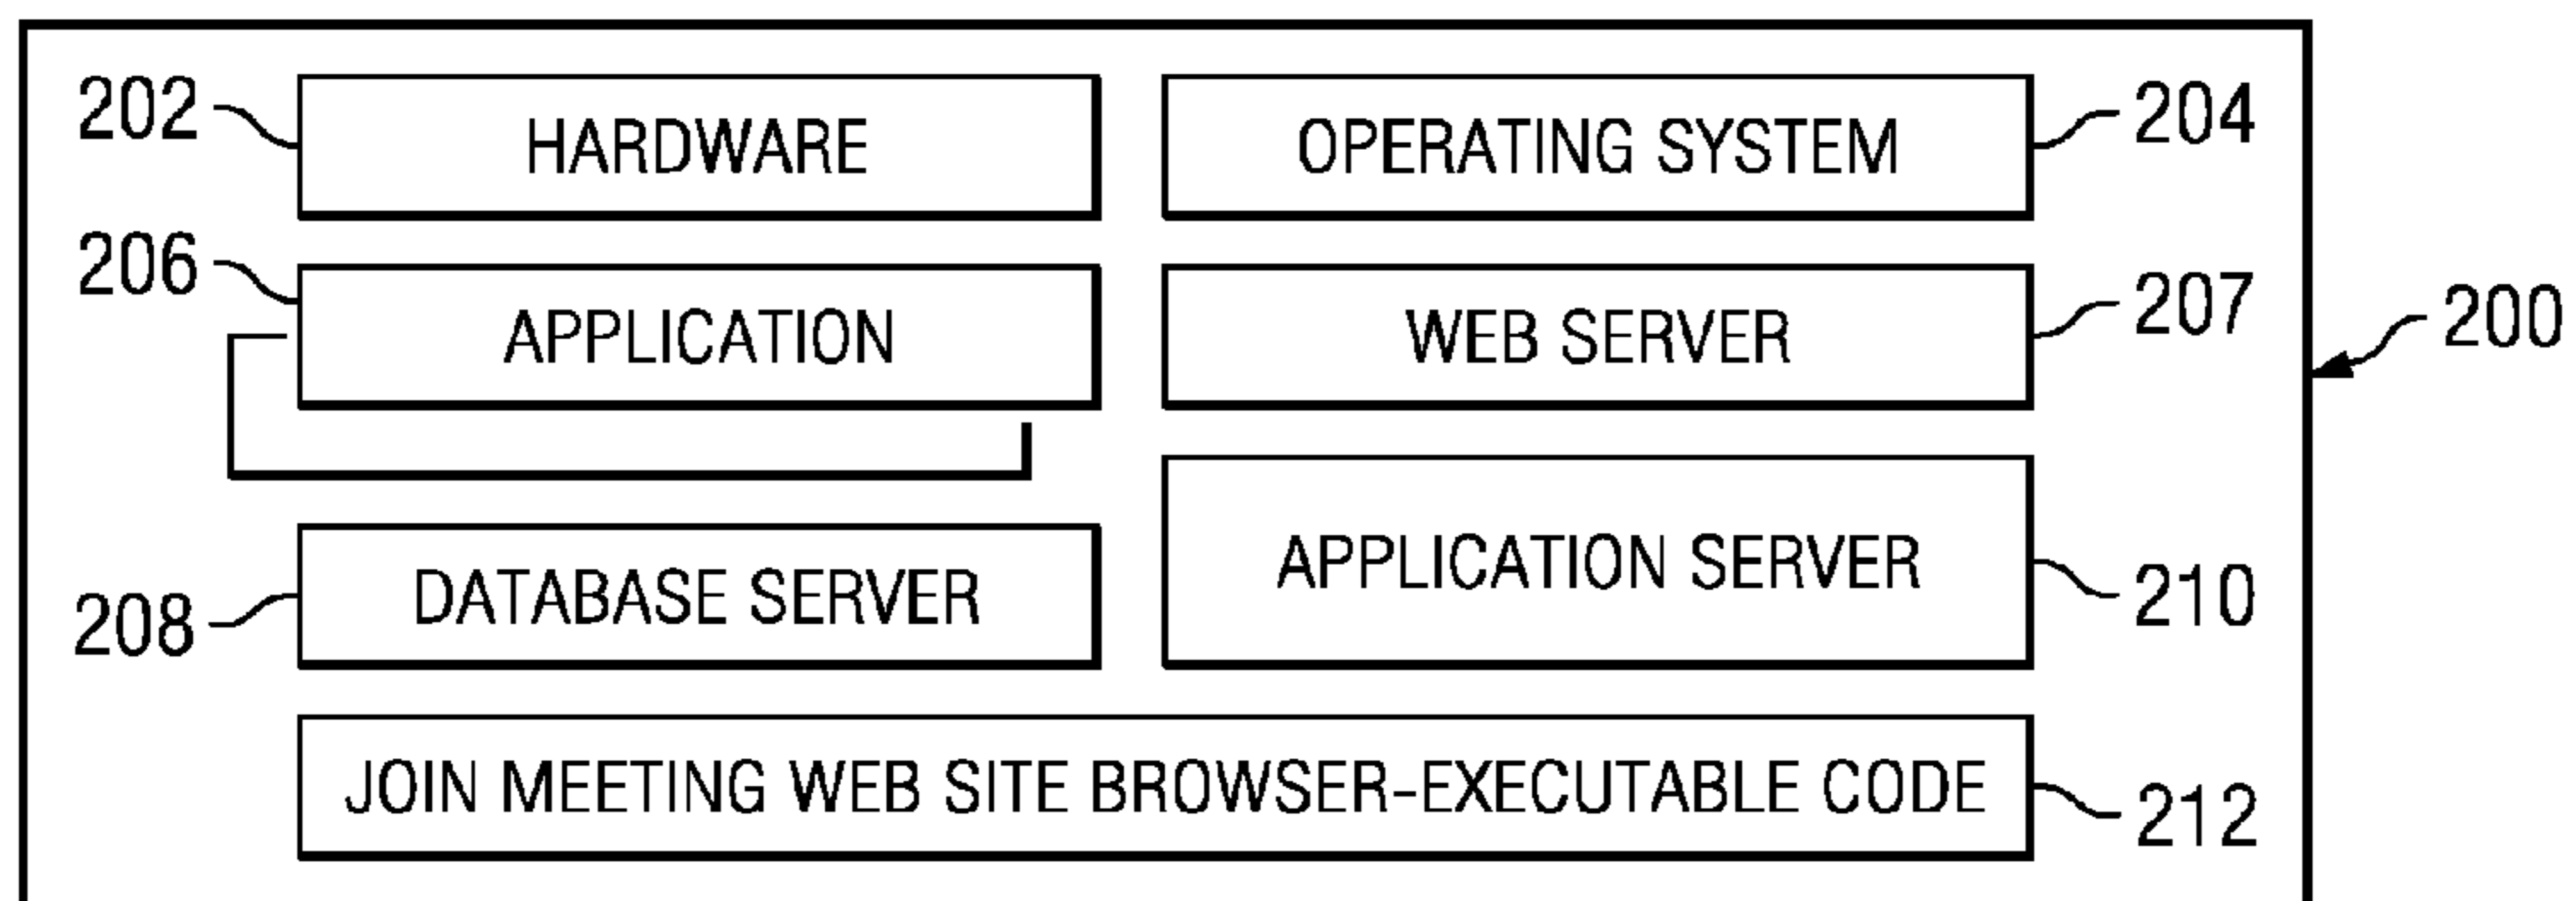 202 HARDWARE OPERATING SYSTEM 204
206 APPLICATION WEB SERVER 207
200
208 DATABASE SERVER APPLICATION SERVER 210
JOIN MEETING WEB SITE BROWSER-EXECUTABLE CODE 212